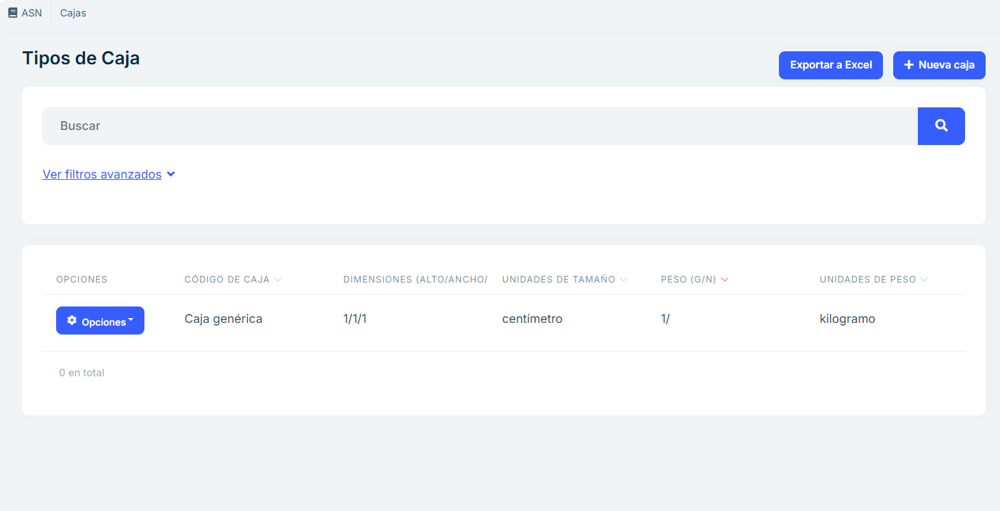 ASN Cajas
Tipos de Caja
Exportar a Excel
Nueva caja
Buscar
Ver filtros avanzados
OPCIONES CÓDIGO DE CAJA DIMENSIONES (ALTO/ANCHO/ UNIDADES DE TAMAÑO PESO (G/N) UNIDADES DE PESO
Opciones Caja genérica 1/1/1 centímetro 1/ kilogramo
0 en total